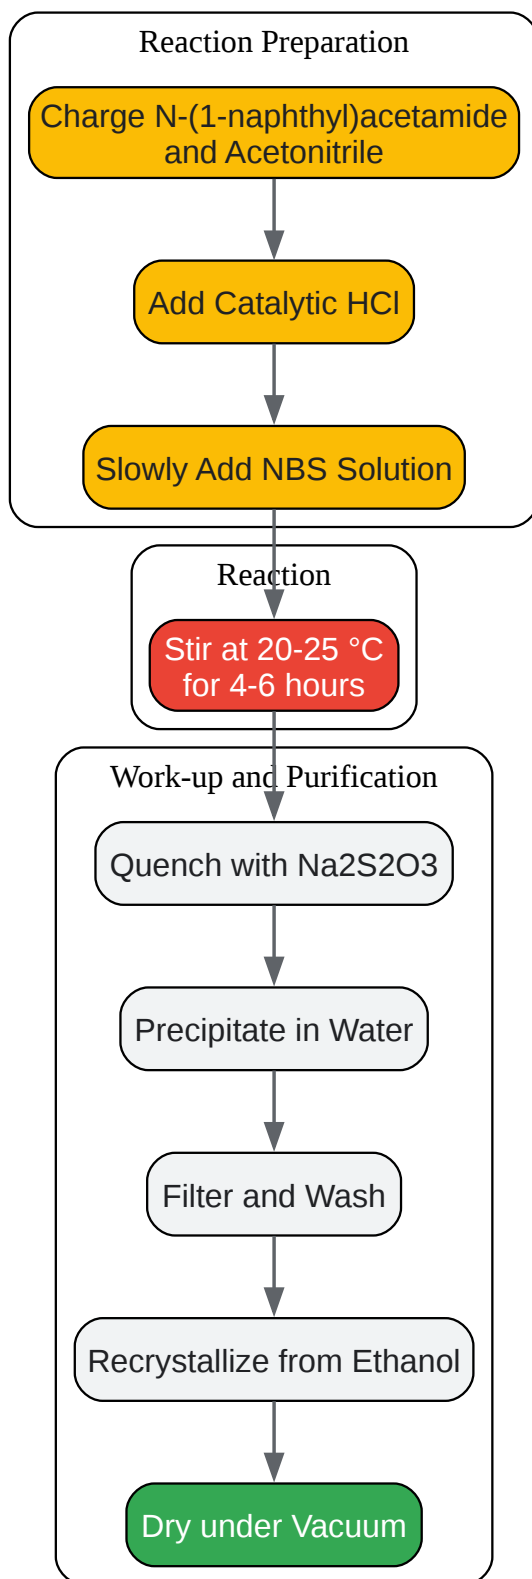 Reaction Preparation
Charge N-(1-naphthyl)acetamide
and Acetonitrile
Add Catalytic HCl
Slowly Add NBS Solution
Reaction
Stir at 20-25 °C
for 4-6 hours
Work-up and Purification
Quench with Na2S2O3
Precipitate in Water
Filter and Wash
Recrystallize from Ethanol
Dry under Vacuum